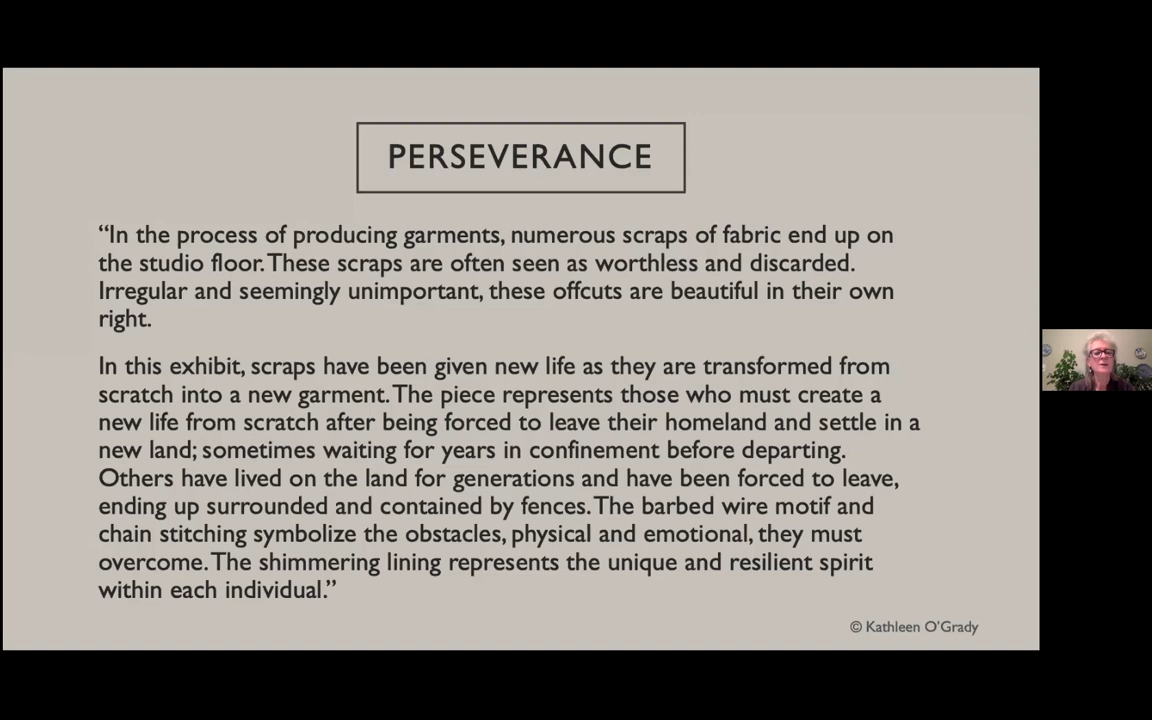 PERSEVERANCE
“In the process of producing garments, numerous scraps of fabric end up on
the studio floor. These scraps are often seen as worthless and discarded.
Irregular and seemingly unimportant, these offcuts are beautiful in their own
right.
In this exhibit, scraps have been given new life as they are transformed from
scratch into a new garment. The piece represents those who must create a
new life from scratch after being forced to leave their homeland and settle in a
new land; sometimes waiting for years in confinement before departing.
Others have lived on the land for generations and have been forced to leave,
ending up surrounded and contained by fences. The barbed wire motif and
chain stitching symbolize the obstacles, physical and emotional, they must
overcome. The shimmering lining represents the unique and resilient spirit
within each individual.”
© Kathleen O’Grady